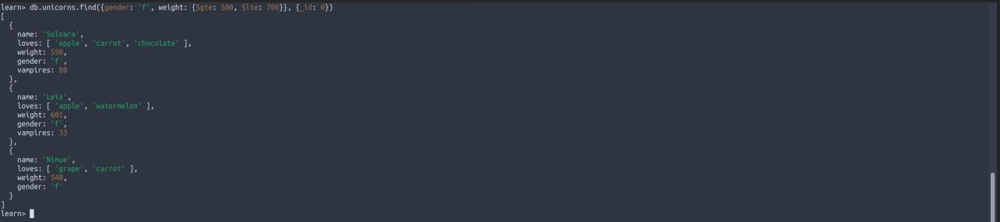 learn> db.unicorns.find({gender: 'f', weight: {$gte: 500, $lte: 700}}, {_id: 0})
[
  {
    name: 'Solnara',
    loves: [ 'apple', 'carrot', 'chocolate' ],
    weight: 550,
    gender: 'f',
    vampires: 80
  },
  {
    name: 'Leia',
    loves: [ 'apple', 'watermelon' ],
    weight: 601,
    gender: 'f',
    vampires: 33
  },
  {
    name: 'Nimue',
    loves: [ 'grape', 'carrot' ],
    weight: 540,
    gender: 'f'
  }
]
learn>